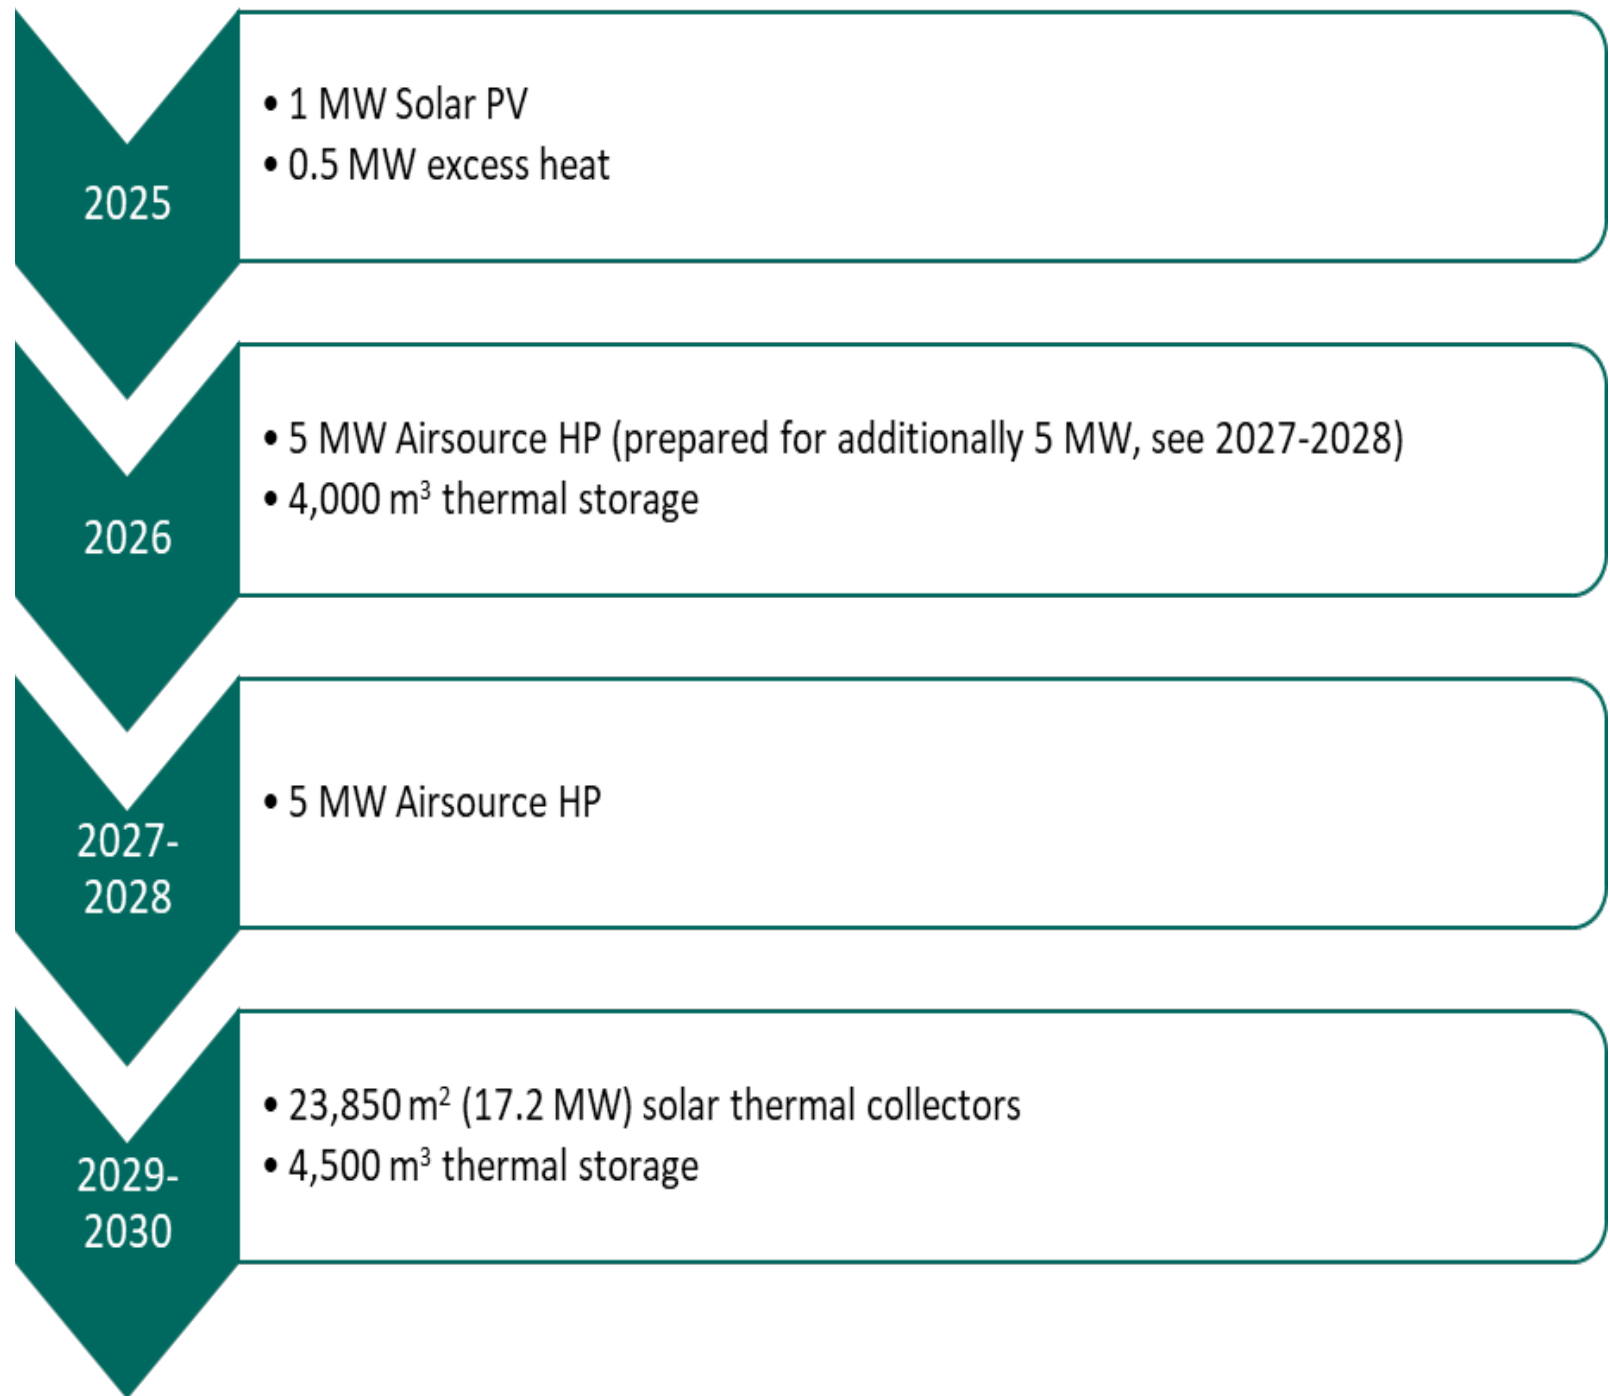 2025
• 1 MW Solar PV
• 0.5 MW excess heat
2026
• 5 MW Airsource HP (prepared for additionally 5 MW, see 2027-2028)
• 4,000 m³ thermal storage
2027-
2028
• 5 MW Airsource HP
2029-
2030
• 23,850 m² (17.2 MW) solar thermal collectors
• 4,500 m³ thermal storage